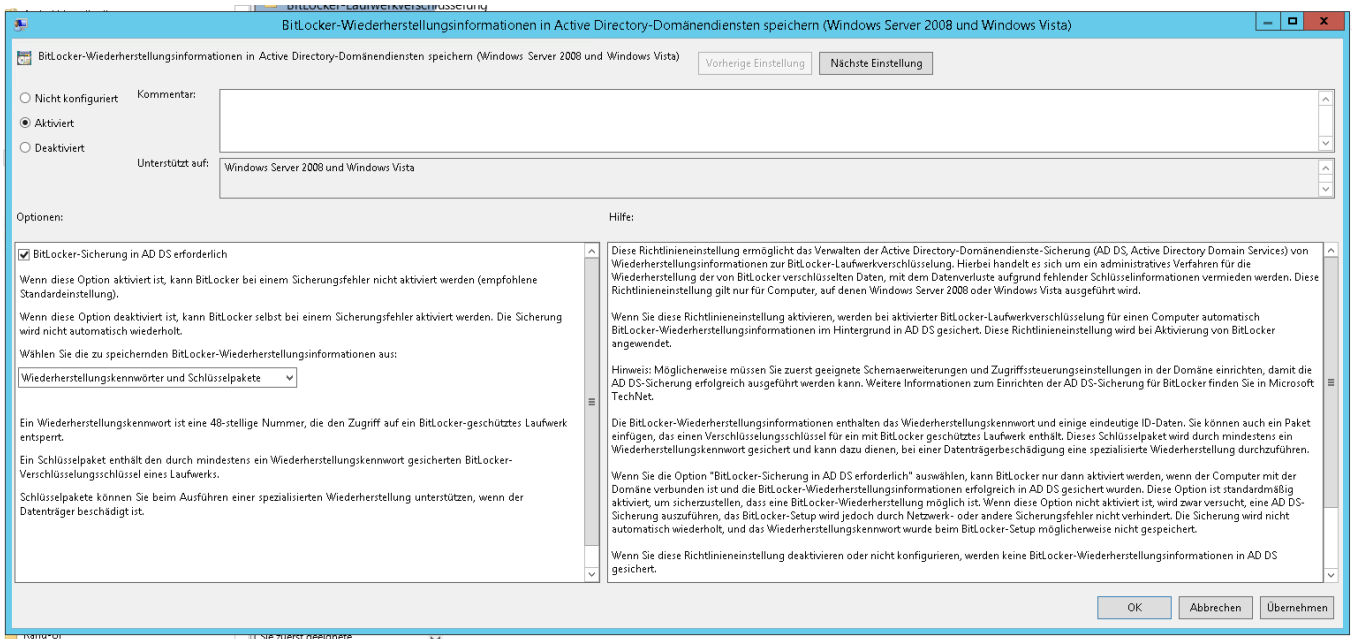 BitLocker-Laufwerkverschlüsselung
BitLocker-Wiederherstellungsinformationen in Active Directory-Domänendiensten speichern (Windows Server 2008 und Windows Vista)
BitLocker-Wiederherstellungsinformationen in Active Directory-Domänendiensten speichern (Windows Server 2008 und Windows Vista)
Vorherige Einstellung
Nächste Einstellung
Nicht konfiguriert
Kommentar:
Aktiviert
Deaktiviert
Unterstützt auf:
Windows Server 2008 und Windows Vista
Optionen:
Hilfe:
BitLocker-Sicherung in AD DS erforderlich
Wenn diese Option aktiviert ist, kann BitLocker bei einem Sicherungsfehler nicht aktiviert werden (empfohlene
Standardeinstellung).
Wenn diese Option deaktiviert ist, kann BitLocker selbst bei einem Sicherungsfehler aktiviert werden. Die Sicherung
wird nicht automatisch wiederholt.
Wählen Sie die zu speichernden BitLocker-Wiederherstellungsinformationen aus:
Wiederherstellungskennwörter und Schlüsselpakete
Ein Wiederherstellungskennwort ist eine 48-stellige Nummer, die den Zugriff auf ein BitLocker-geschütztes Laufwerk
entsperrt.
Ein Schlüsselpaket enthält den durch mindestens ein Wiederherstellungskennwort gesicherten BitLocker-
Verschlüsselungsschlüssel eines Laufwerks.
Schlüsselpakete können Sie beim Ausführen einer spezialisierten Wiederherstellung unterstützen, wenn der
Datenträger beschädigt ist.
Diese Richtlinieneinstellung ermöglicht das Verwalten der Active Directory-Domänendienste-Sicherung (AD DS, Active Directory Domain Services) von
Wiederherstellungsinformationen zur BitLocker-Laufwerkverschlüsselung. Hierbei handelt es sich um ein administratives Verfahren für die
Wiederherstellung der von BitLocker verschlüsselten Daten, mit dem Datenverluste aufgrund fehlender Schlüsselinformationen vermieden werden. Diese
Richtlinieneinstellung gilt nur für Computer, auf denen Windows Server 2008 oder Windows Vista ausgeführt wird.
Wenn Sie diese Richtlinieneinstellung aktivieren, werden bei aktivierter BitLocker-Laufwerkverschlüsselung für einen Computer automatisch
BitLocker-Wiederherstellungsinformationen im Hintergrund in AD DS gesichert. Diese Richtlinieneinstellung wird bei Aktivierung von BitLocker
angewendet.
Hinweis: Möglicherweise müssen Sie zuerst geeignete Schemaerweiterungen und Zugriffssteuerungseinstellungen in der Domäne einrichten, damit die
AD DS-Sicherung erfolgreich ausgeführt werden kann. Weitere Informationen zum Einrichten der AD DS-Sicherung für BitLocker finden Sie in Microsoft
TechNet.
Die BitLocker-Wiederherstellungsinformationen enthalten das Wiederherstellungskennwort und einige eindeutige ID-Daten. Sie können auch ein Paket
einfügen, das einen Verschlüsselungsschlüssel für ein mit BitLocker geschütztes Laufwerk enthält. Dieses Schlüsselpaket wird durch mindestens ein
Wiederherstellungskennwort gesichert und kann dazu dienen, bei einer Datenträgerbeschädigung eine spezialisierte Wiederherstellung durchzuführen.
Wenn Sie die Option "BitLocker-Sicherung in AD DS erforderlich" auswählen, kann BitLocker nur dann aktiviert werden, wenn der Computer mit der
Domäne verbunden ist und die BitLocker-Wiederherstellungsinformationen erfolgreich in AD DS gesichert wurden. Diese Option ist standardmäßig
aktiviert, um sicherzustellen, dass eine BitLocker-Wiederherstellung möglich ist. Wenn diese Option nicht aktiviert ist, wird zwar versucht, eine AD DS-
Sicherung auszuführen, das BitLocker-Setup wird jedoch durch Netzwerk- oder andere Sicherungsfehler nicht verhindert. Die Sicherung wird nicht
automatisch wiederholt, und das Wiederherstellungskennwort wurde beim BitLocker-Setup möglicherweise nicht gespeichert.
Wenn Sie diese Richtlinieneinstellung deaktivieren oder nicht konfigurieren, werden keine BitLocker-Wiederherstellungsinformationen in AD DS
gesichert.
OK
Abbrechen
Übernehmen
Sie zuerst geeignete